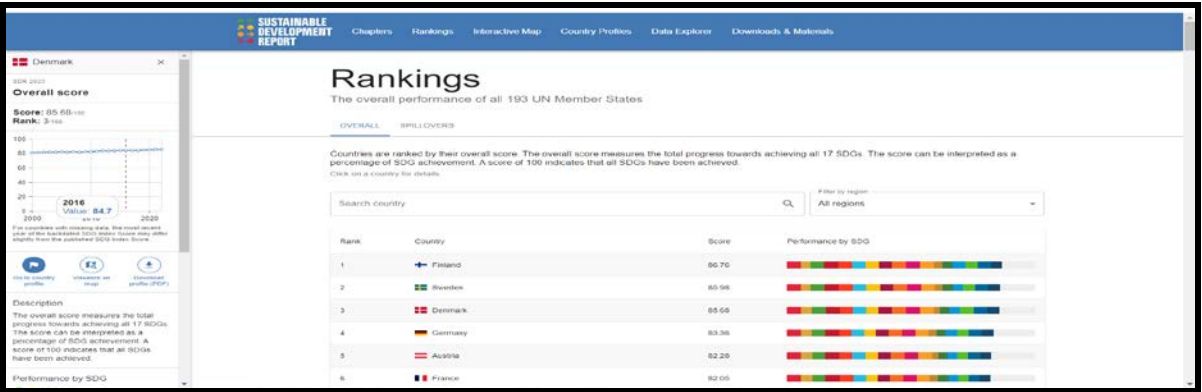 SUSTAINABLE
DEVELOPMENT
REPORT
Chapters Rankings Interactive Map Country Profiles Data Explorer Downloads & Materials
Denmark ×
SDR 2023
Overall score
Score: 85.68/100
Rank: 3/166
100
80
60
40
20
0
2016
Value: 84.7
2000 2010 2020
For countries with missing data, the most recent
year of the backdated SDG Index Score may differ
slightly from the published SDG Index Score.
Go to country
profile
Visualize on
map
Download
profile (PDF)
Description
The overall score measures the total
progress towards achieving all 17 SDGs.
The score can be interpreted as a
percentage of SDG achievement. A
score of 100 indicates that all SDGs
have been achieved.
Performance by SDG
Rankings
The overall performance of all 193 UN Member States
OVERALL SPILLOVERS
Countries are ranked by their overall score. The overall score measures the total progress towards achieving all 17 SDGs. The score can be interpreted as a
percentage of SDG achievement. A score of 100 indicates that all SDGs have been achieved.
Click on a country for details.
Search country
Filter by region
All regions
Rank Country Score Performance by SDG
1 Finland 86.76
2 Sweden 85.98
3 Denmark 85.68
4 Germany 83.36
5 Austria 82.28
6 France 82.05